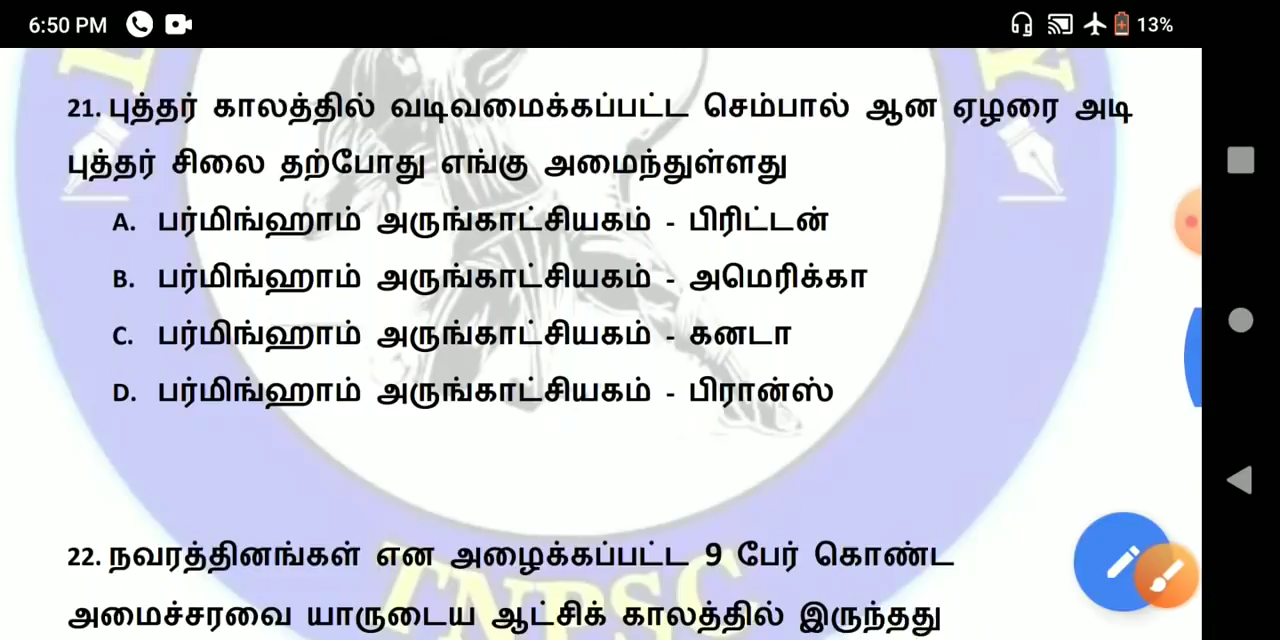 6:50 PM 13%
21. புத்தர் காலத்தில் வடிவமைக்கப்பட்ட செம்பால் ஆன ஏழரை அடி
புத்தர் சிலை தற்போது எங்கு அமைந்துள்ளது
A. பர்மிங்ஹாம் அருங்காட்சியகம் - பிரிட்டன்
B. பர்மிங்ஹாம் அருங்காட்சியகம் - அமெரிக்கா
C. பர்மிங்ஹாம் அருங்காட்சியகம் - கனடா
D. பர்மிங்ஹாம் அருங்காட்சியகம் - பிரான்ஸ்
22. நவரத்தினங்கள் என அழைக்கப்பட்ட 9 பேர் கொண்ட
அமைச்சரவை யாருடைய ஆட்சிக் காலத்தில் இருந்தது
TNPSC